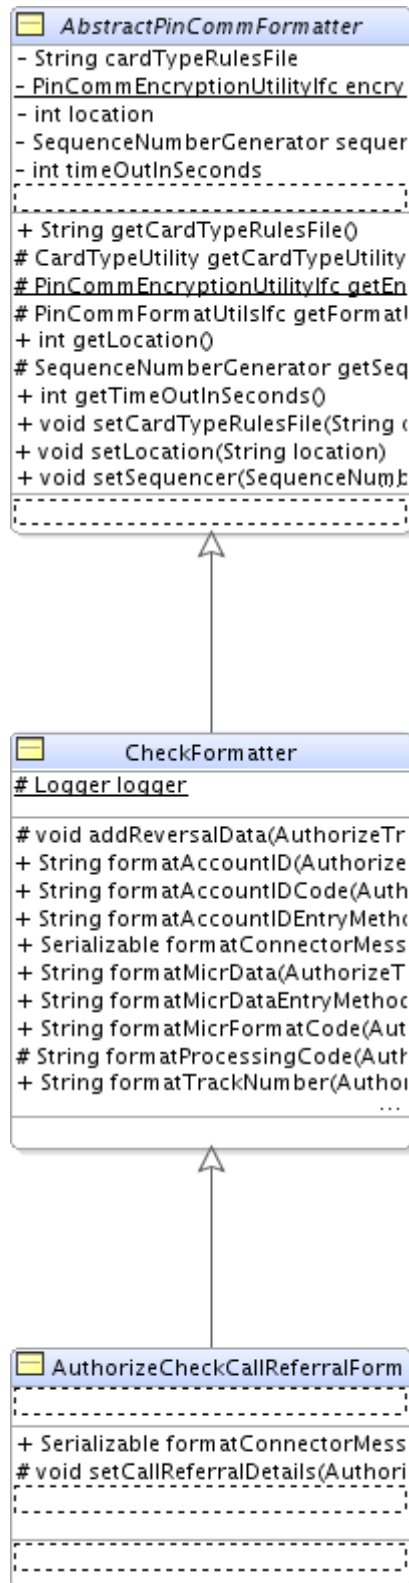 AbstractPinCommFormatter
- String cardTypeRulesFile
- PinCommEncryptionUtilityIfc encry
- int location
- SequenceNumberGenerator sequer
- int timeOutInSeconds
+ String getCardTypeRulesFile()
# CardTypeUtility getCardTypeUtility
# PinCommEncryptionUtilityIfc getEn
# PinCommFormatUtilsIfc getFormatU
+ int getLocation()
# SequenceNumberGenerator getSeq
+ int getTimeOutInSeconds()
+ void setCardTypeRulesFile(String c
+ void setLocation(String location)
+ void setSequencer(SequenceNumb
CheckFormatter
# Logger logger
# void addReversalData(AuthorizeTr
+ String formatAccountID(Authorize
+ String formatAccountIDCode(Auth
+ String formatAccountIDEntryMetho
+ Serializable formatConnectorMess
+ String formatMicrData(AuthorizeT
+ String formatMicrDataEntryMethod
+ String formatMicrFormatCode(Aut
# String formatProcessingCode(Auth
+ String formatTrackNumber(Author
...
AuthorizeCheckCallReferralForm
+ Serializable formatConnectorMess
# void setCallReferralDetails(Authori